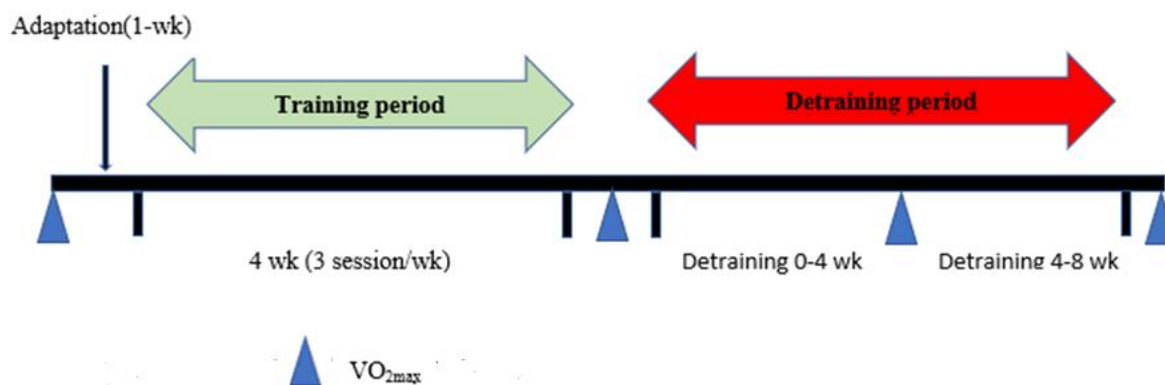 Adaptation(1-wk)
Training period
Detraining period
4 wk (3 session/wk)
Detraining 0-4 wk
Detraining 4-8 wk
VO2max